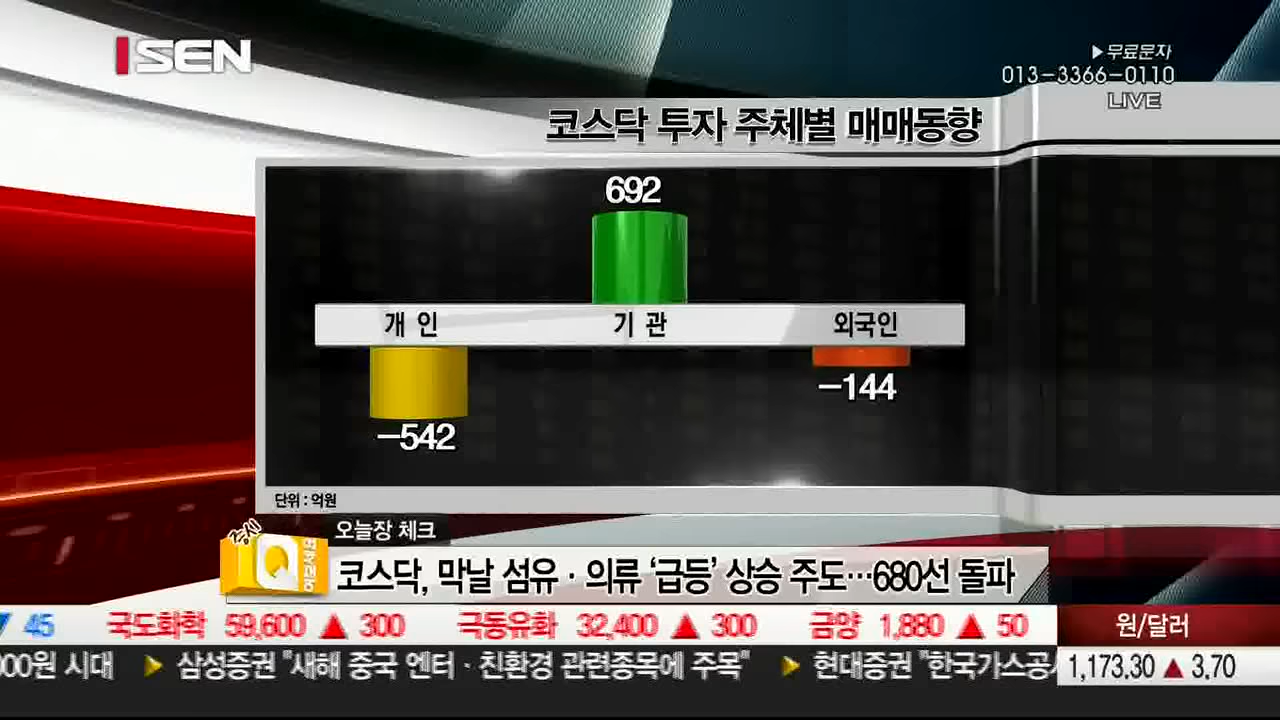 SEN
▶무료문자
013-3366-0110
LIVE
코스닥 투자 주체별 매매동향
692
개 인
기 관
외국인
-542
-144
단위 : 억원
오늘장 체크
증시
Q
코스닥, 막날 섬유·의류 ‘급등’ 상승 주도…680선 돌파
▼ 45 국도화학 59,600 ▲ 300 극동유화 32,400 ▲ 300 금양 1,880 ▲ 50
원/달러
00원 시대 ▶ 삼성증권 "새해 중국 엔터·친환경 관련종목에 주목" ▶ 현대증권 "한국가스공
1,173.30 ▲ 3.70